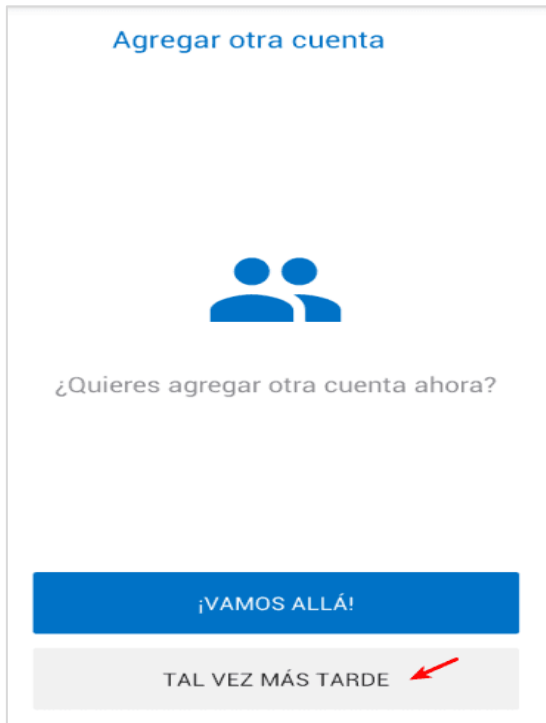 Agregar otra cuenta
¿Quieres agregar otra cuenta ahora?
¡VAMOS ALLÁ!
TAL VEZ MÁS TARDE